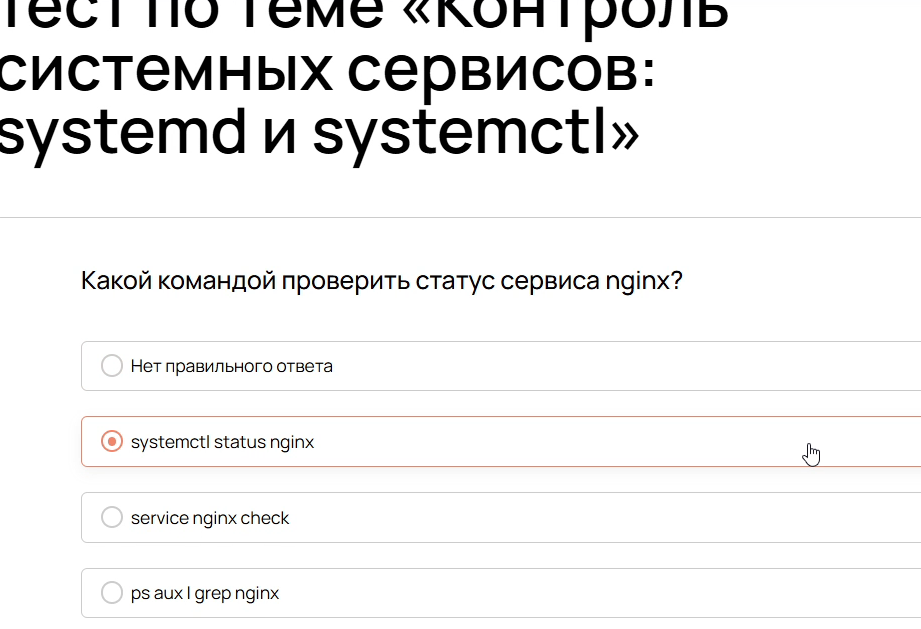 Тест по теме «Контроль
системных сервисов:
systemd и systemctl»
Какой командой проверить статус сервиса nginx?
Нет правильного ответа
systemctl status nginx
service nginx check
ps aux | grep nginx